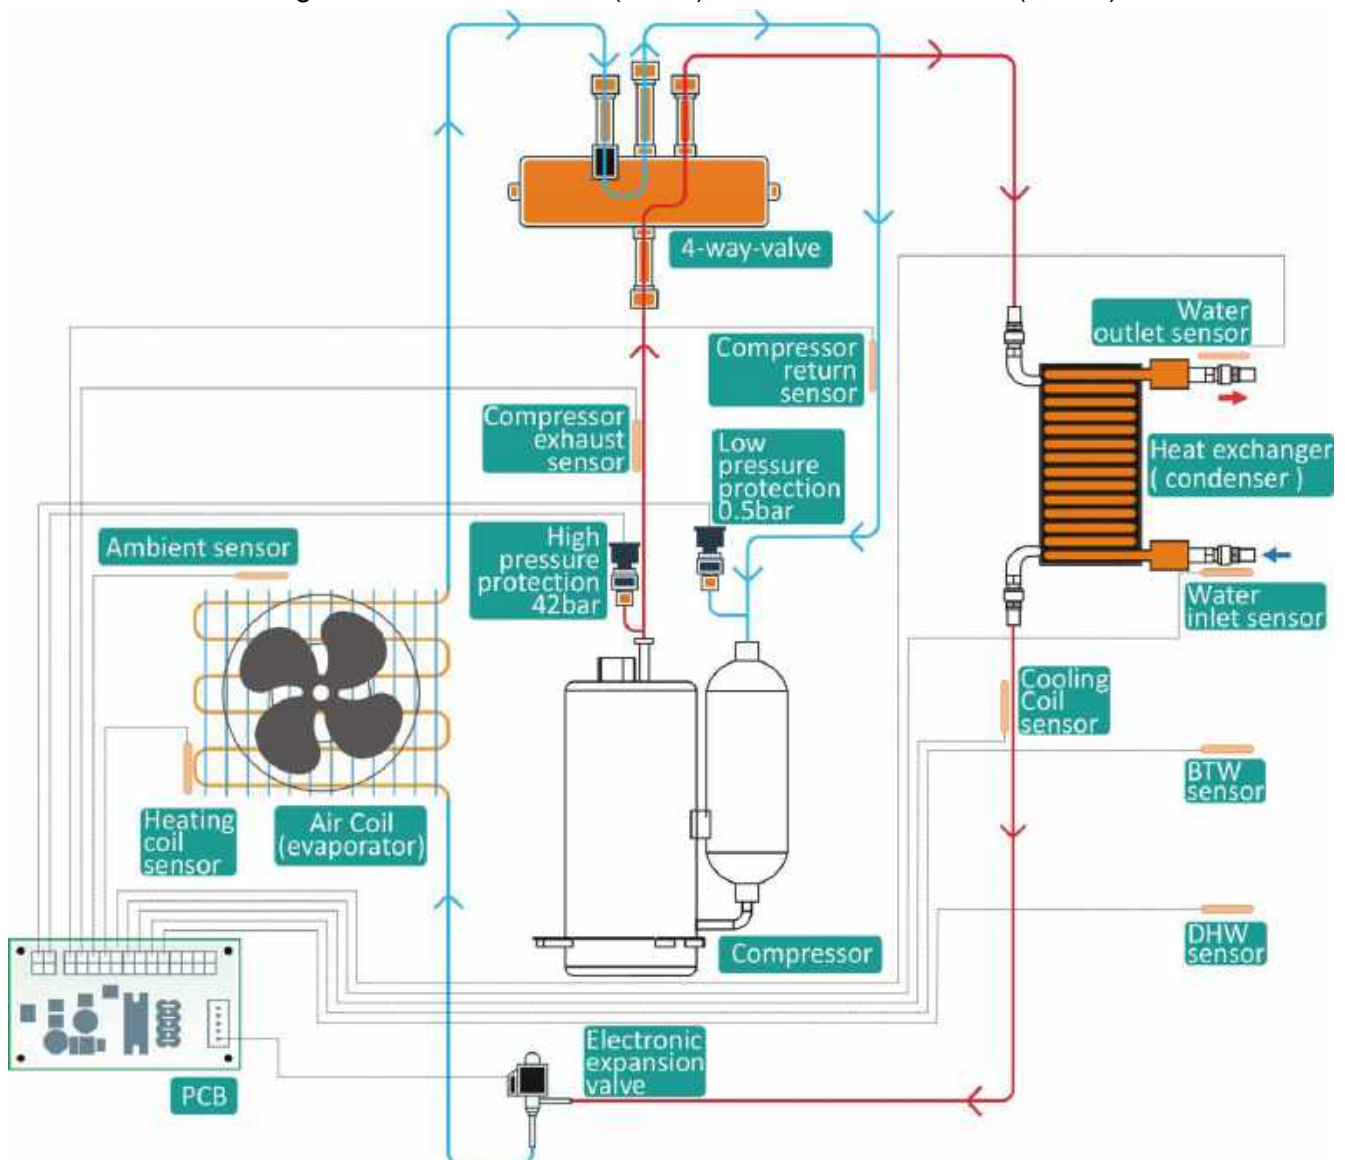 4-way-valve
Water
outlet sensor
Compressor
return
sensor
Compressor
exhaust
sensor
Low
pressure
protection
0.5bar
Heat exchanger
( condenser )
High
pressure
protection
42bar
Ambient sensor
Water
inlet sensor
Cooling
Coil
sensor
BTW
sensor
Heating
coil
sensor
Air Coil
(evaporator)
DHW
sensor
Compressor
Electronic
expansion
valve
PCB